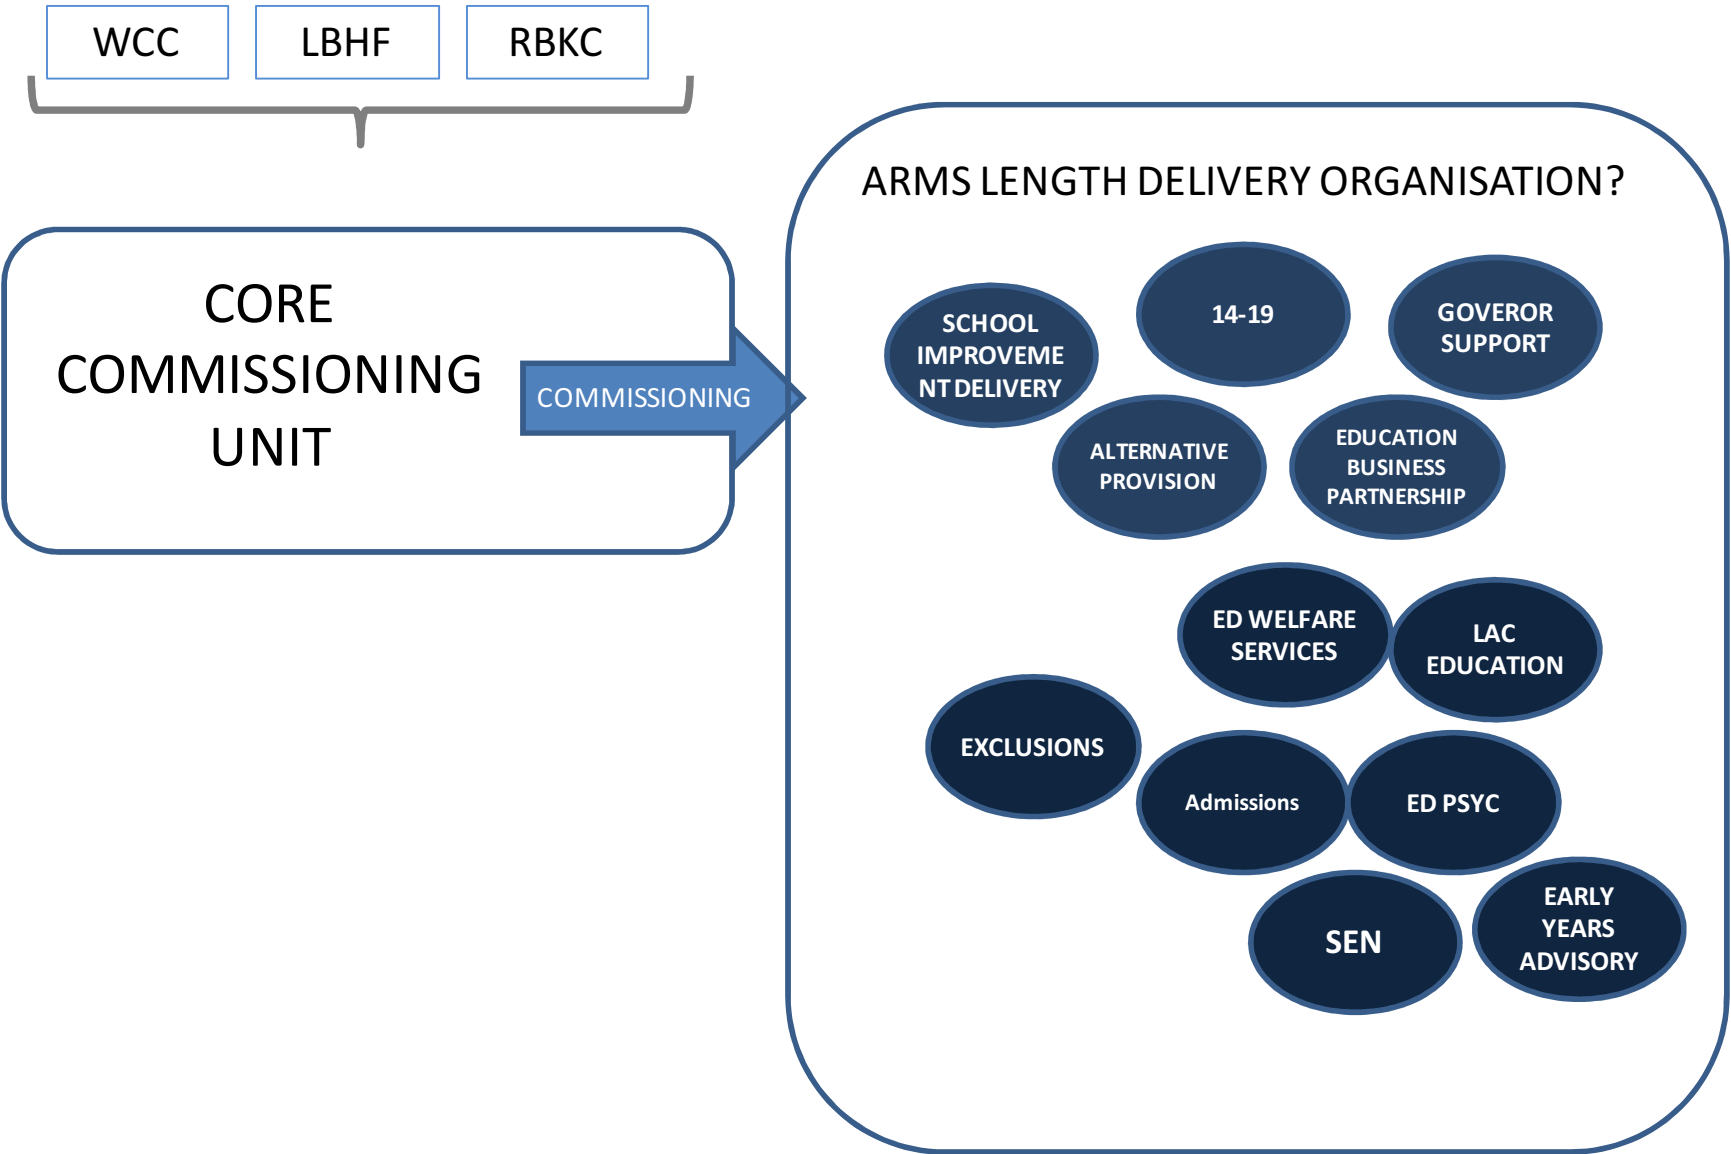 WCC
LBHF
RBKC
CORE
COMMISSIONING
UNIT
COMMISSIONING
ARMS LENGTH DELIVERY ORGANISATION?
SCHOOL
IMPROVEME
NT DELIVERY
14-19
GOVEROR
SUPPORT
ALTERNATIVE
PROVISION
EDUCATION
BUSINESS
PARTNERSHIP
ED WELFARE
SERVICES
LAC
EDUCATION
EXCLUSIONS
Admissions
ED PSYC
SEN
EARLY
YEARS
ADVISORY